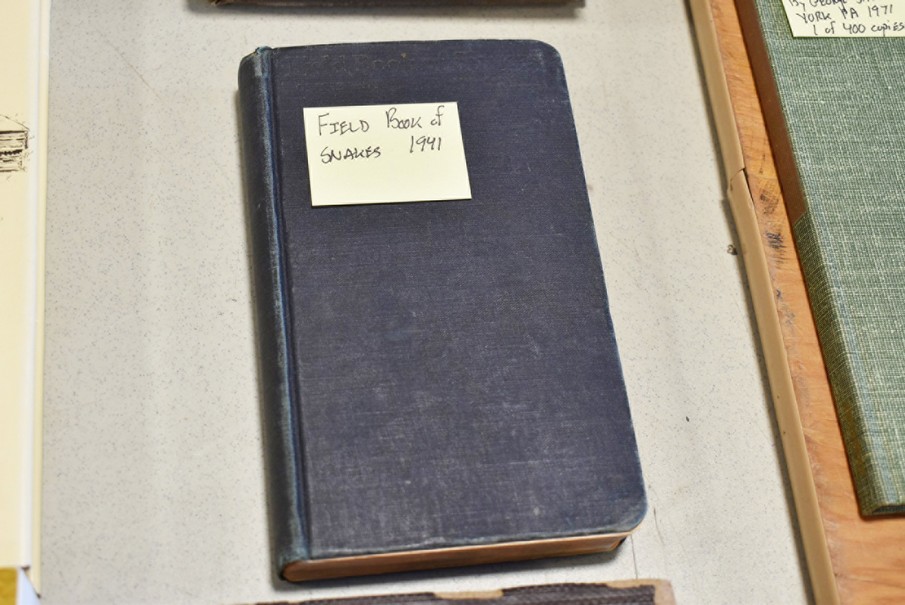 FIELD BOOK of
SNAKES 1941
YORK PA 1971
1 of 400 copies